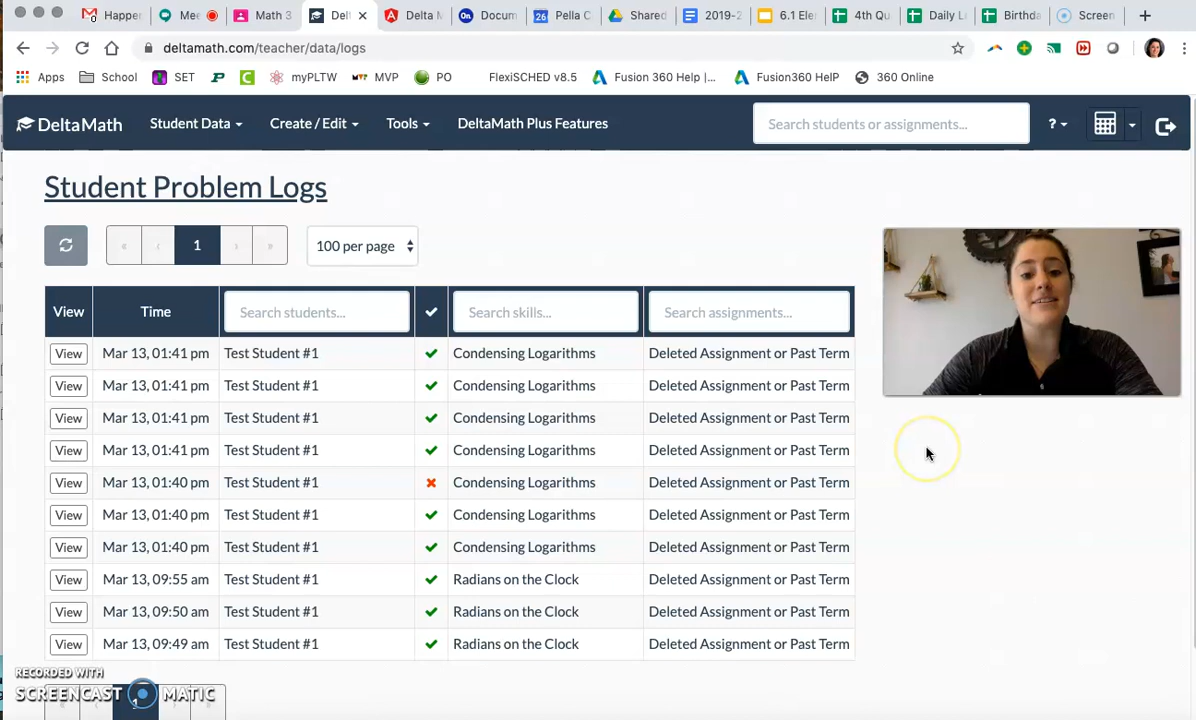 Happer
Mee
Math 3
Del
Delta M
Docum
Pella C
Shared
2019-2
6.1 Ele
4th Qu
Daily L
Birthda
Screen
deltamath.com/teacher/data/logs
Apps School SET myPLTW MVP PO FlexiSCHED v8.5 Fusion 360 Help |... Fusion360 HelP 360 Online
DeltaMath Student Data Create / Edit Tools DeltaMath Plus Features Search students or assignments... ?
Student Problem Logs
« ‹ 1 › » 100 per page
View Time Search students... ✓ Search skills... Search assignments...
View Mar 13, 01:41 pm Test Student #1 ✓ Condensing Logarithms Deleted Assignment or Past Term
View Mar 13, 01:41 pm Test Student #1 ✓ Condensing Logarithms Deleted Assignment or Past Term
View Mar 13, 01:41 pm Test Student #1 ✓ Condensing Logarithms Deleted Assignment or Past Term
View Mar 13, 01:41 pm Test Student #1 ✓ Condensing Logarithms Deleted Assignment or Past Term
View Mar 13, 01:40 pm Test Student #1 ✖ Condensing Logarithms Deleted Assignment or Past Term
View Mar 13, 01:40 pm Test Student #1 ✓ Condensing Logarithms Deleted Assignment or Past Term
View Mar 13, 01:40 pm Test Student #1 ✓ Condensing Logarithms Deleted Assignment or Past Term
View Mar 13, 09:55 am Test Student #1 ✓ Radians on the Clock Deleted Assignment or Past Term
View Mar 13, 09:50 am Test Student #1 ✓ Radians on the Clock Deleted Assignment or Past Term
View Mar 13, 09:49 am Test Student #1 ✓ Radians on the Clock Deleted Assignment or Past Term
RECORDED WITH
SCREENCAST MATIC
1